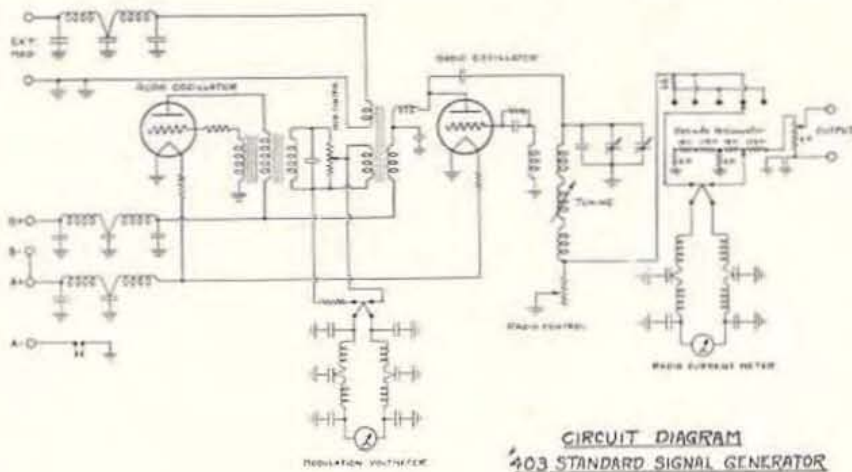 EXT.
MOD.
AUDIO OSCILLATOR
RADIO OSCILLATOR
OUTPUT
B+
B-
A+
A-
TUNING
RADIO CONTROL
RADIO CURRENT METER
MODULATION VOLTMETER
CIRCUIT DIAGRAM
#403 STANDARD SIGNAL GENERATOR